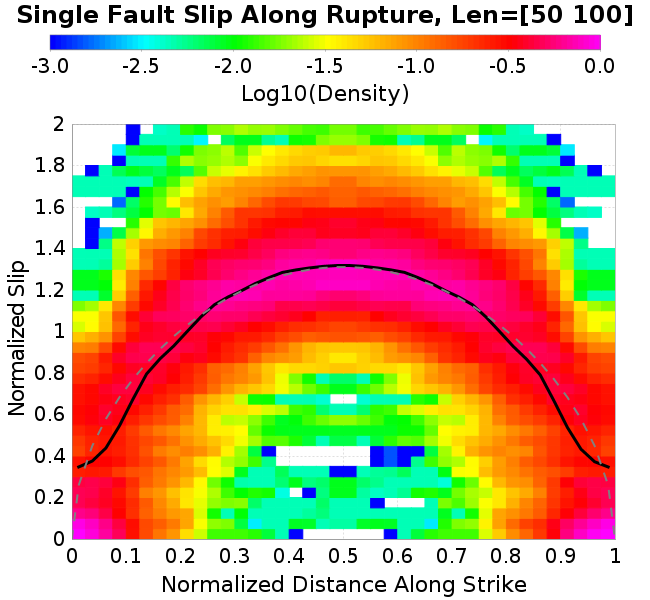 Single Fault Slip Along Rupture, Len=[50 100]
-3.0 -2.5 -2.0 -1.5 -1.0 -0.5 0.0
Log10(Density)
2
1.8
1.6
1.4
1.2
1
0.8
0.6
0.4
0.2
0
Normalized Slip
0 0.1 0.2 0.3 0.4 0.5 0.6 0.7 0.8 0.9 1
Normalized Distance Along Strike